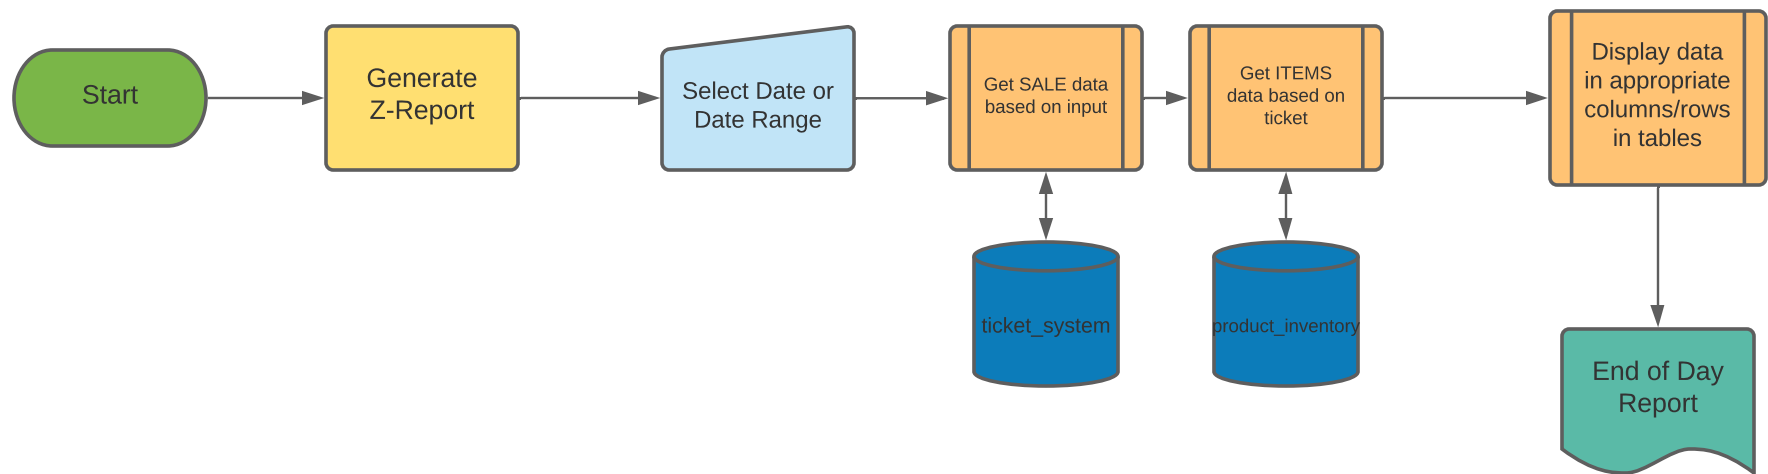 Start
Generate
Z-Report
Select Date or
Date Range
Get SALE data
based on input
Get ITEMS
data based on
ticket
Display data
in appropriate
columns/rows
in tables
ticket_system
product_inventory
End of Day
Report